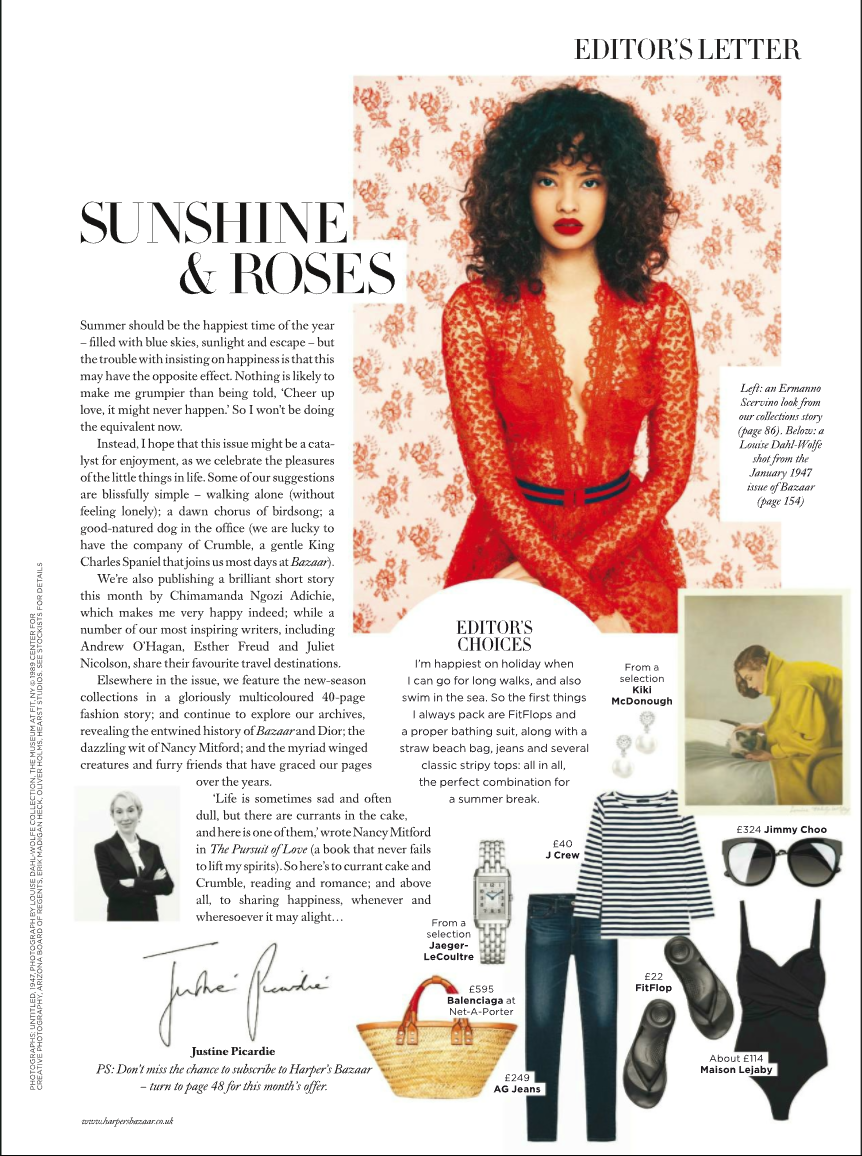 EDITOR'S LETTER
SUNSHINE
& ROSES
Summer should be the happiest time of the year
– filled with blue skies, sunlight and escape – but
the trouble with insisting on happiness is that this
may have the opposite effect. Nothing is likely to
make me grumpier than being told, 'Cheer up
love, it might never happen.' So I won't be doing
the equivalent now.
Instead, I hope that this issue might be a cata-
lyst for enjoyment, as we celebrate the pleasures
of the little things in life. Some of our suggestions
are blissfully simple – walking alone (without
feeling lonely); a dawn chorus of birdsong; a
good-natured dog in the office (we are lucky to
have the company of Crumble, a gentle King
Charles Spaniel that joins us most days at Bazaar).
We're also publishing a brilliant short story
this month by Chimamanda Ngozi Adichie,
which makes me very happy indeed; while a
number of our most inspiring writers, including
Andrew O'Hagan, Esther Freud and Juliet
Nicolson, share their favourite travel destinations.
Elsewhere in the issue, we feature the new-season
collections in a gloriously multicoloured 40-page
fashion story; and continue to explore our archives,
revealing the entwined history of Bazaar and Dior; the
dazzling wit of Nancy Mitford; and the myriad winged
creatures and furry friends that have graced our pages
over the years.
'Life is sometimes sad and often
dull, but there are currants in the cake,
and here is one of them,' wrote Nancy Mitford
in The Pursuit of Love (a book that never fails
to lift my spirits). So here's to currant cake and
Crumble, reading and romance; and above
all, to sharing happiness, whenever and
wheresoever it may alight…
Justine Picardie
Justine Picardie
PS: Don't miss the chance to subscribe to Harper's Bazaar
– turn to page 48 for this month's offer.
www.harpersbazaar.co.uk
Left: an Ermanno
Scervino look from
our collections story
(page 86). Below: a
Louise Dahl-Wolfe
shot from the
January 1947
issue of Bazaar
(page 154)
EDITOR'S
CHOICES
I'm happiest on holiday when
I can go for long walks, and also
swim in the sea. So the first things
I always pack are FitFlops and
a proper bathing suit, along with a
straw beach bag, jeans and several
classic stripy tops: all in all,
the perfect combination for
a summer break.
From a
selection
Kiki
McDonough
£324 Jimmy Choo
£40
J Crew
From a
selection
Jaeger-
LeCoultre
£595
Balenciaga at
Net-A-Porter
£22
FitFlop
About £114
Maison Lejaby
£249
AG Jeans
PHOTOGRAPHS: UNTITLED, 1947, PHOTOGRAPH BY LOUISE DAHL-WOLFE COLLECTION, THE MUSEUM AT FIT, NY © 1989 CENTER FOR
CREATIVE PHOTOGRAPHY, ARIZONA BOARD OF REGENTS, ERIK MADIGAN HECK, OLIVER HOLMS, HEARST STUDIOS. SEE STOCKISTS FOR DETAILS